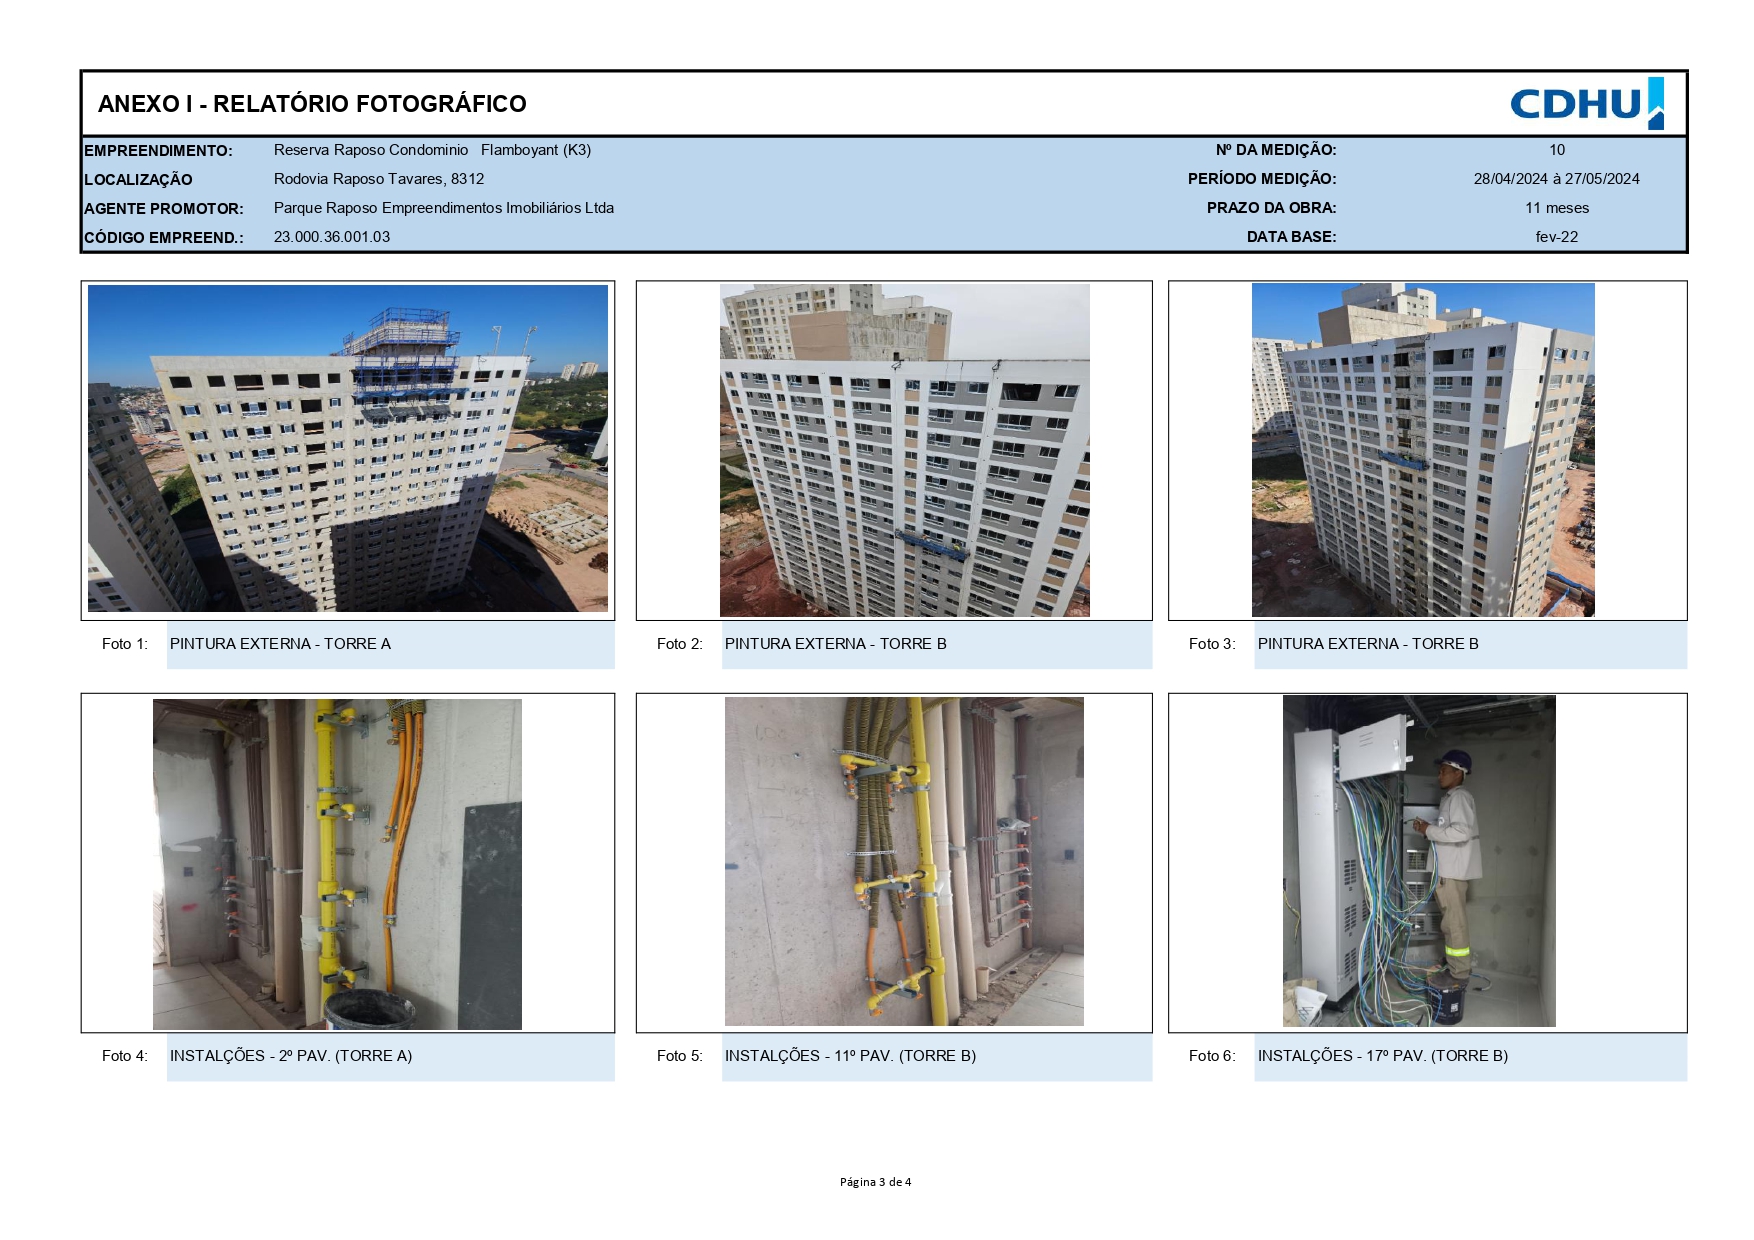 ANEXO I - RELATÓRIO FOTOGRÁFICO
CDHU
EMPREENDIMENTO: Reserva Raposo Condominio   Flamboyant (K3) Nº DA MEDIÇÃO: 10
LOCALIZAÇÃO Rodovia Raposo Tavares, 8312 PERÍODO MEDIÇÃO: 28/04/2024 à 27/05/2024
AGENTE PROMOTOR: Parque Raposo Empreendimentos Imobiliários Ltda PRAZO DA OBRA: 11 meses
CÓDIGO EMPREEND.: 23.000.36.001.03 DATA BASE: fev-22
Foto 1: PINTURA EXTERNA - TORRE A
Foto 2: PINTURA EXTERNA - TORRE B
Foto 3: PINTURA EXTERNA - TORRE B
Foto 4: INSTALÇÕES - 2º PAV. (TORRE A)
Foto 5: INSTALÇÕES - 11º PAV. (TORRE B)
Foto 6: INSTALÇÕES - 17º PAV. (TORRE B)
Página 3 de 4